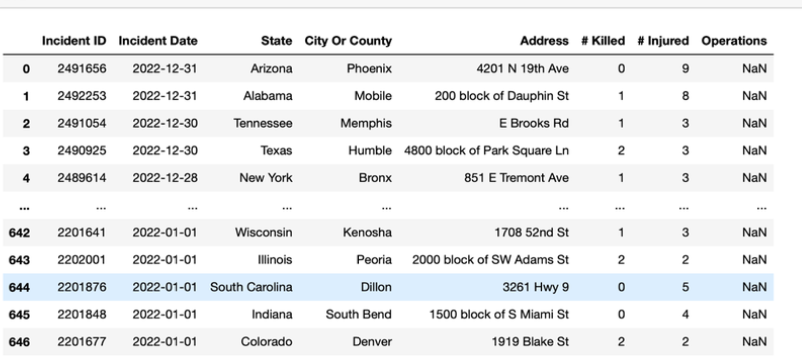 Incident ID Incident Date State City Or County Address # Killed # Injured Operations
0 2491656 2022-12-31 Arizona Phoenix 4201 N 19th Ave 0 9 NaN
1 2492253 2022-12-31 Alabama Mobile 200 block of Dauphin St 1 8 NaN
2 2491054 2022-12-30 Tennessee Memphis E Brooks Rd 1 3 NaN
3 2490925 2022-12-30 Texas Humble 4800 block of Park Square Ln 2 3 NaN
4 2489614 2022-12-28 New York Bronx 851 E Tremont Ave 1 3 NaN
... ... ... ... ... ... ... ... ...
642 2201641 2022-01-01 Wisconsin Kenosha 1708 52nd St 1 3 NaN
643 2202001 2022-01-01 Illinois Peoria 2000 block of SW Adams St 2 2 NaN
644 2201876 2022-01-01 South Carolina Dillon 3261 Hwy 9 0 5 NaN
645 2201848 2022-01-01 Indiana South Bend 1500 block of S Miami St 0 4 NaN
646 2201677 2022-01-01 Colorado Denver 1919 Blake St 2 2 NaN